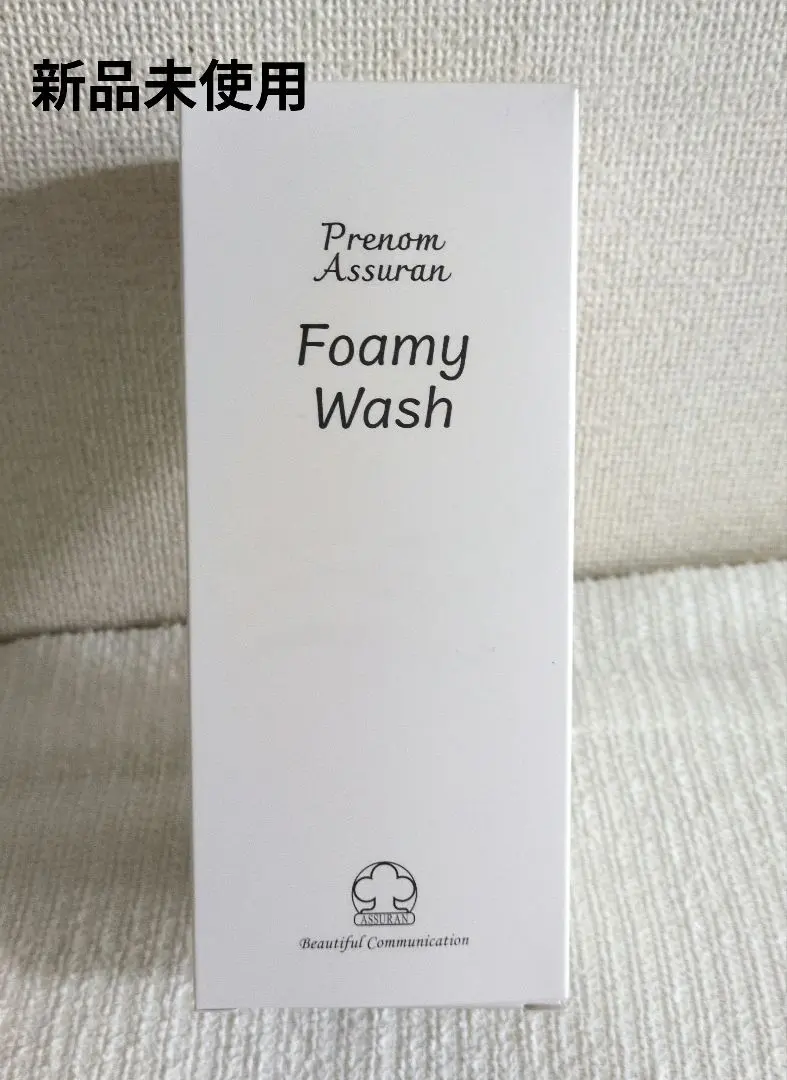 新品未使用
Prenom
Assuran
Foamy
Wash
ASSURAN
Beautiful Communication